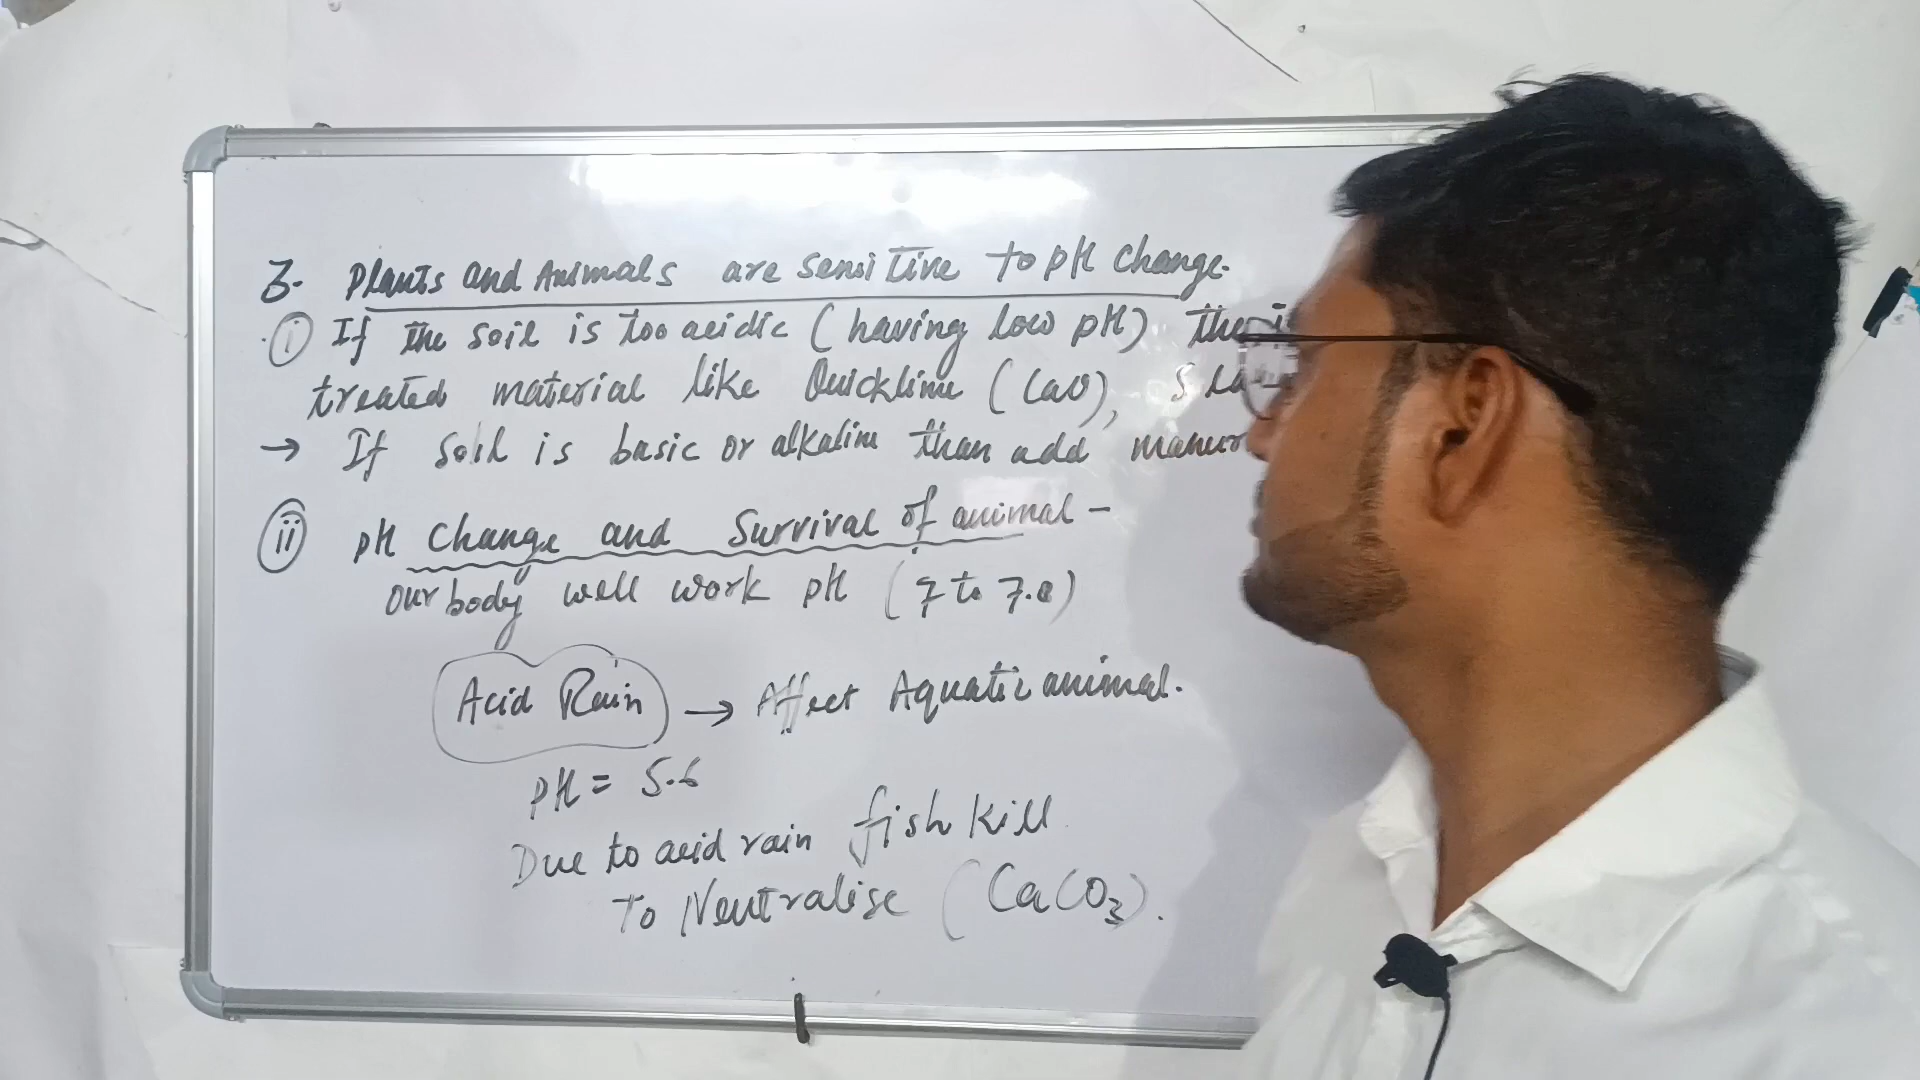 3. Plants and Animals are sensitive to pH change.
(i) If the soil is too acidic (having low pH)
treated material like Quicklime (CaO),
→ If soil is basic or alkaline than add manur
(ii) pH Change and Survival of animal -
our body well work pH (7 to 7.8)
Acid Rain → Affect Aquatic animal.
pH = 5.6
Due to acid rain fish kill
To Neutralise (CaCO₃).